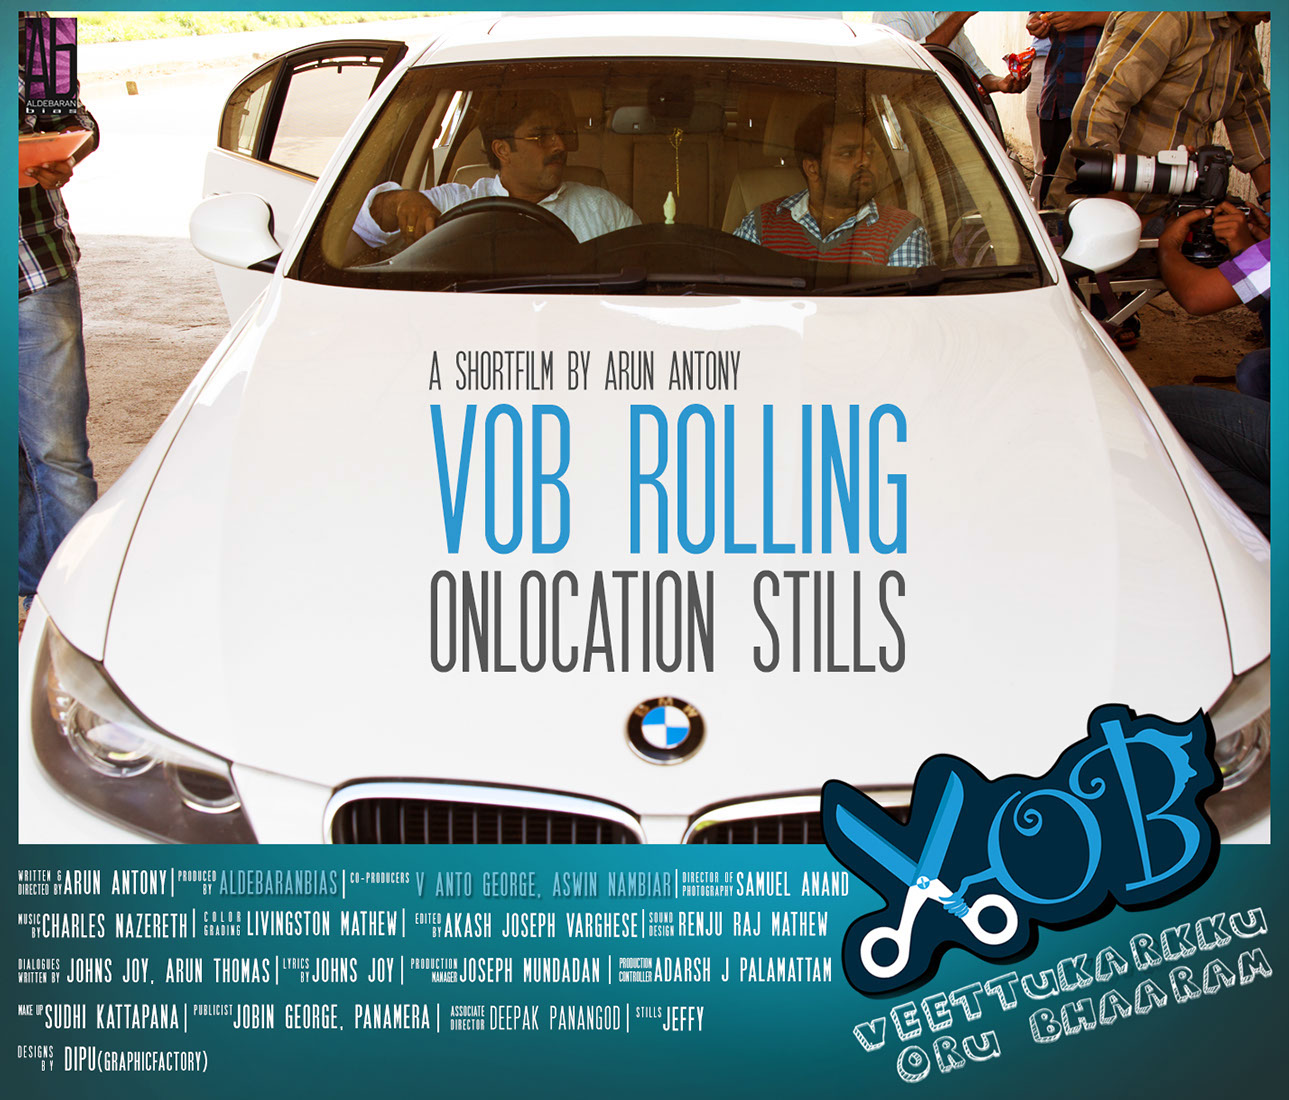 AB
ALDEBARAN
bias
A SHORTFILM BY ARUN ANTONY
VOB ROLLING
ONLOCATION STILLS
BMW
VOB
VEETTUKARKKU
ORU BHAARAM
WRITTEN & DIRECTED BY ARUN ANTONY| PRODUCED BY ALDEBARANBIAS| CO-PRODUCERS V ANTO GEORGE, ASWIN NAMBIAR| DIRECTOR OF PHOTOGRAPHY SAMUEL ANAND
MUSIC BY CHARLES NAZERETH| COLOR GRADING LIVINGSTON MATHEW| EDITED BY AKASH JOSEPH VARGHESE| SOUND DESIGN RENJU RAJ MATHEW
DIALOGUES WRITTEN BY JOHNS JOY, ARUN THOMAS| LYRICS BY JOHNS JOY| PRODUCTION MANAGER JOSEPH MUNDADAN| PRODUCTION CONTROLLER ADARSH J PALAMATTAM
MAKE UP SUDHI KATTAPANA| PUBLICIST JOBIN GEORGE, PANAMERA| ASSOCIATE DIRECTOR DEEPAK PANANGOD| STILLS JEFFY
DESIGNS BY DIPU(GRAPHICFACTORY)